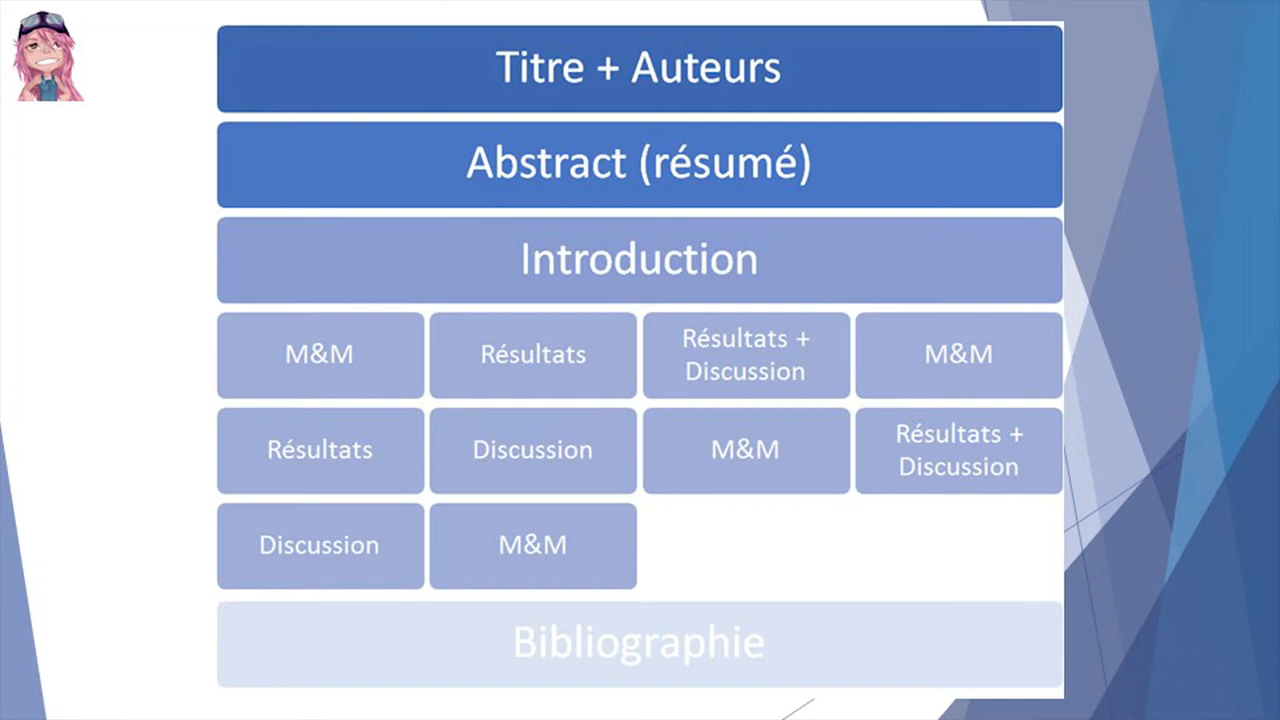 Titre + Auteurs
Abstract (résumé)
Introduction
M&M
Résultats
Résultats +
Discussion
M&M
Résultats
Discussion
M&M
Résultats +
Discussion
Discussion
M&M
Bibliographie